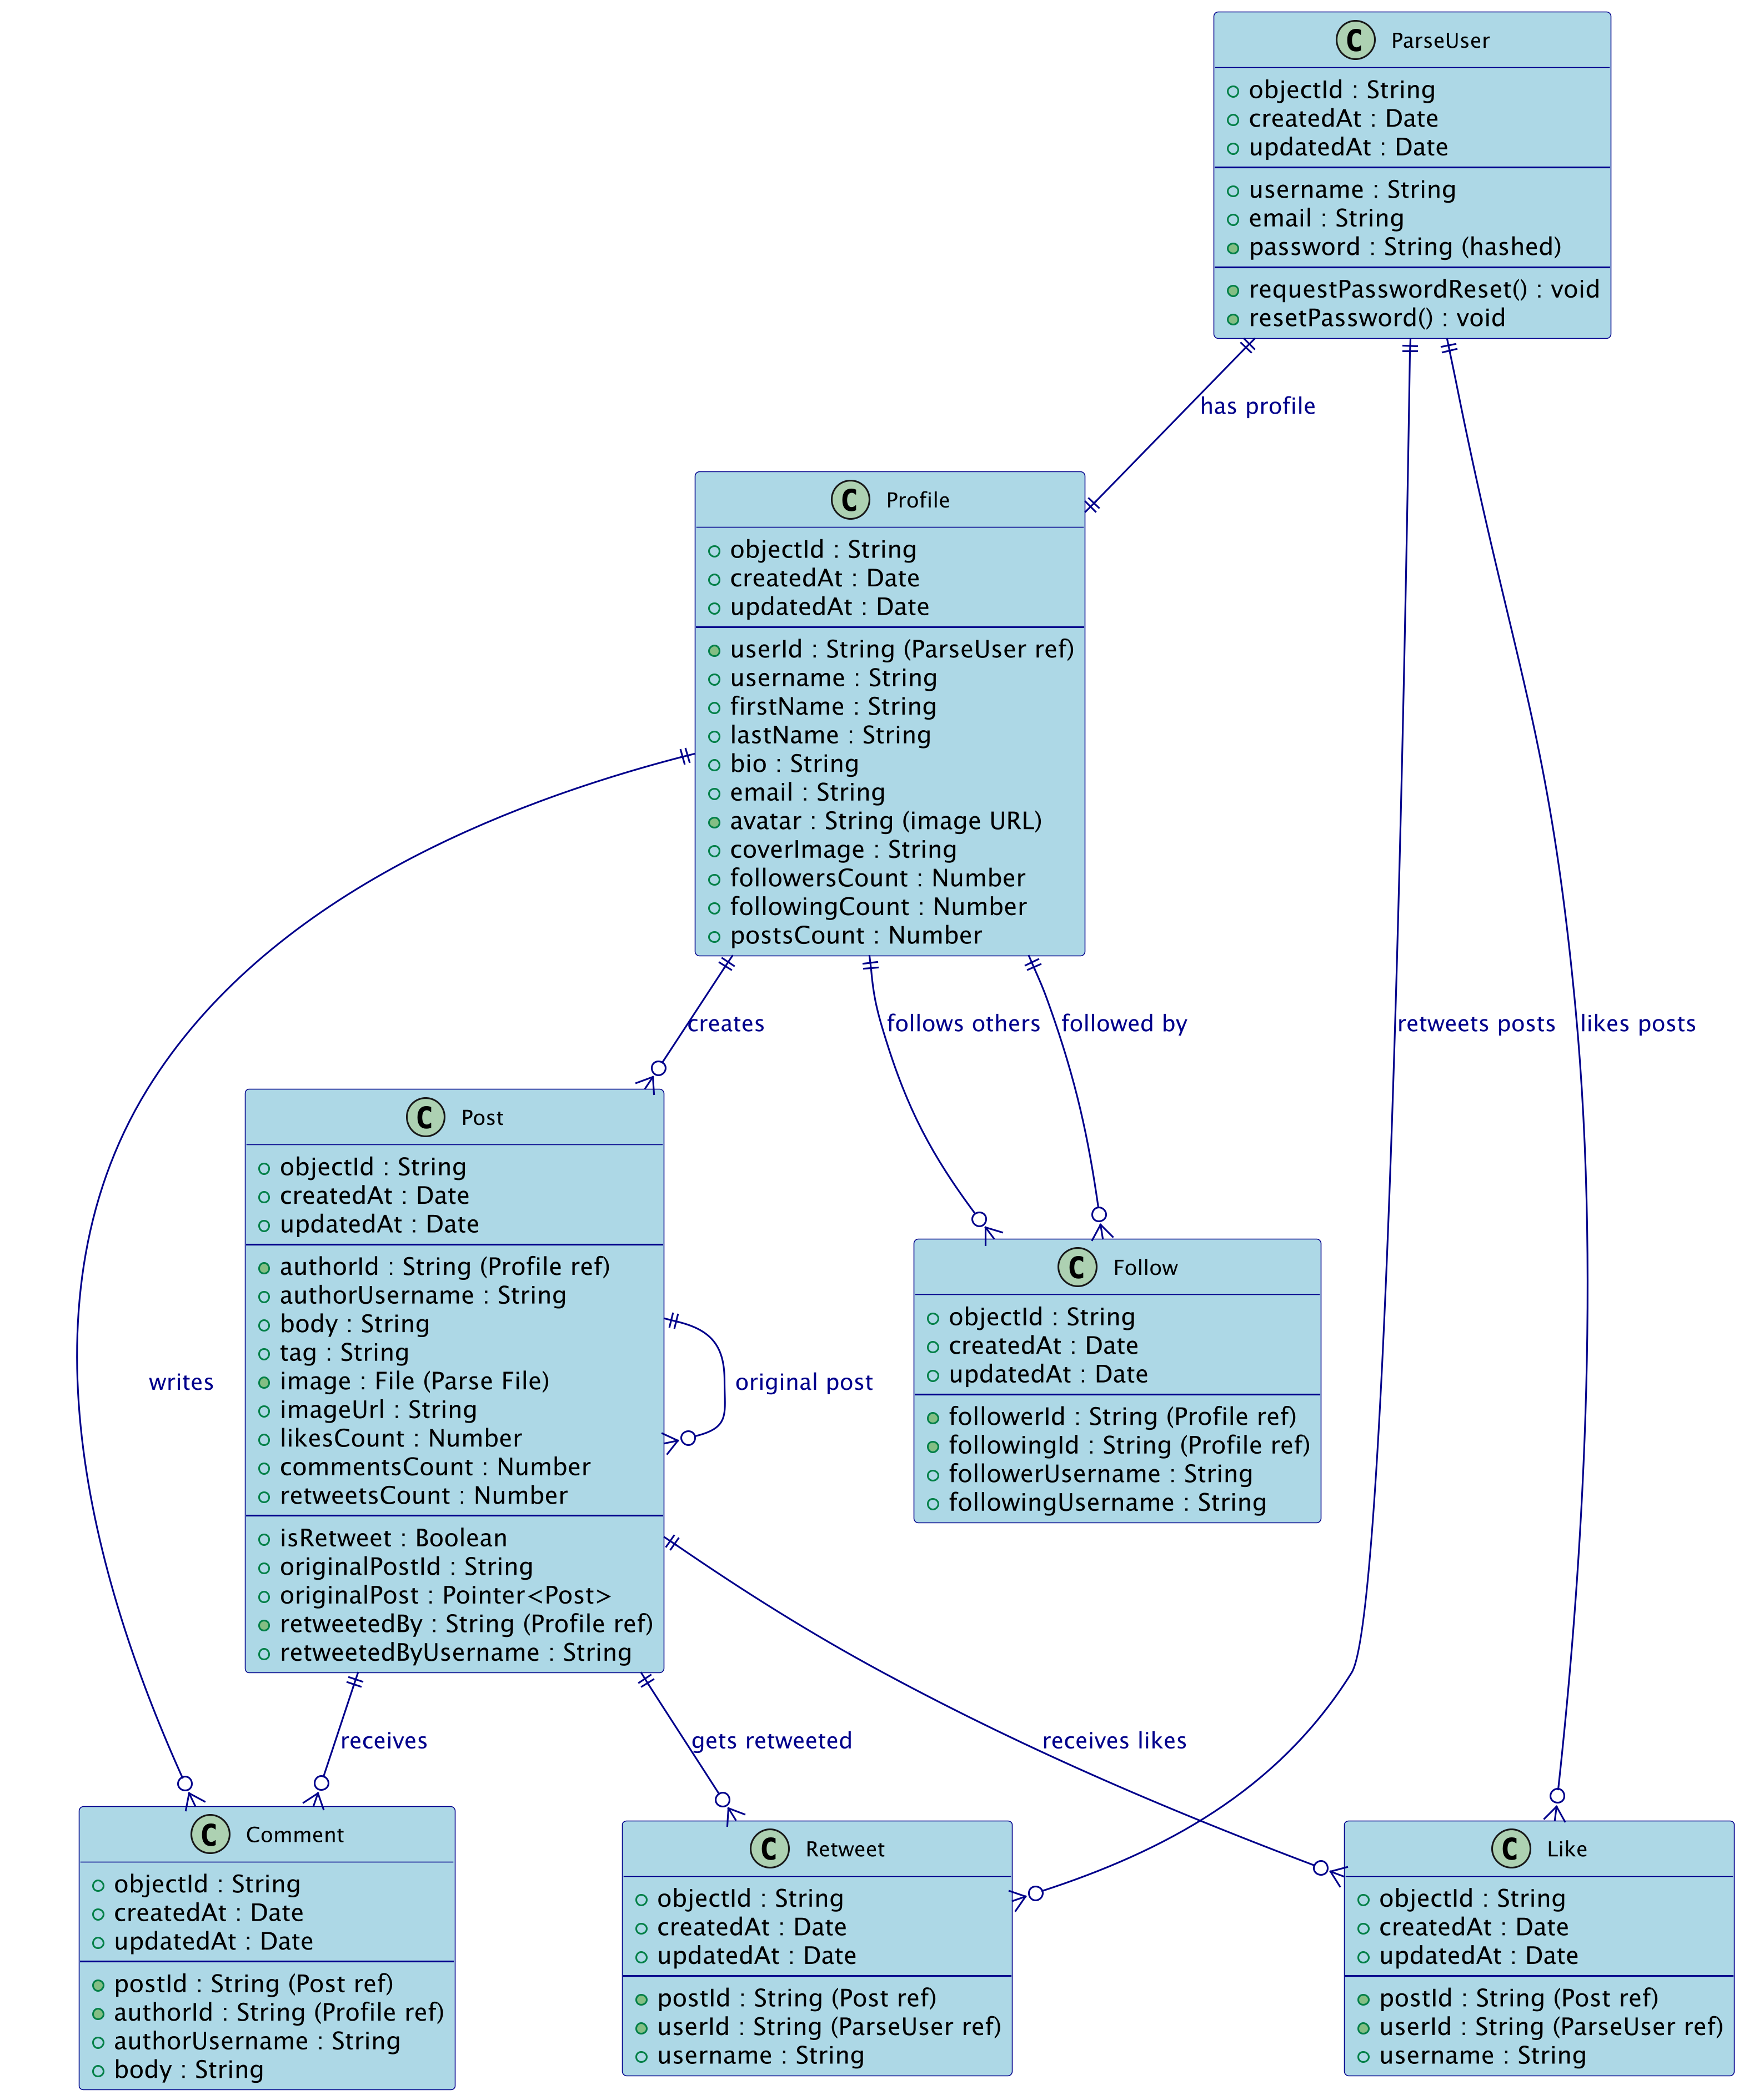 C ParseUser
objectId : String
createdAt : Date
updatedAt : Date
username : String
email : String
password : String (hashed)
requestPasswordReset() : void
resetPassword() : void
has profile
C Profile
objectId : String
createdAt : Date
updatedAt : Date
userId : String (ParseUser ref)
username : String
firstName : String
lastName : String
bio : String
email : String
avatar : String (image URL)
coverImage : String
followersCount : Number
followingCount : Number
postsCount : Number
creates
follows others
followed by
retweets posts
likes posts
C Post
objectId : String
createdAt : Date
updatedAt : Date
authorId : String (Profile ref)
authorUsername : String
body : String
tag : String
image : File (Parse File)
imageUrl : String
likesCount : Number
commentsCount : Number
retweetsCount : Number
isRetweet : Boolean
originalPostId : String
originalPost : Pointer<Post>
retweetedBy : String (Profile ref)
retweetedByUsername : String
writes
original post
C Follow
objectId : String
createdAt : Date
updatedAt : Date
followerId : String (Profile ref)
followingId : String (Profile ref)
followerUsername : String
followingUsername : String
receives
gets retweeted
receives likes
C Comment
objectId : String
createdAt : Date
updatedAt : Date
postId : String (Post ref)
authorId : String (Profile ref)
authorUsername : String
body : String
C Retweet
objectId : String
createdAt : Date
updatedAt : Date
postId : String (Post ref)
userId : String (ParseUser ref)
username : String
C Like
objectId : String
createdAt : Date
updatedAt : Date
postId : String (Post ref)
userId : String (ParseUser ref)
username : String